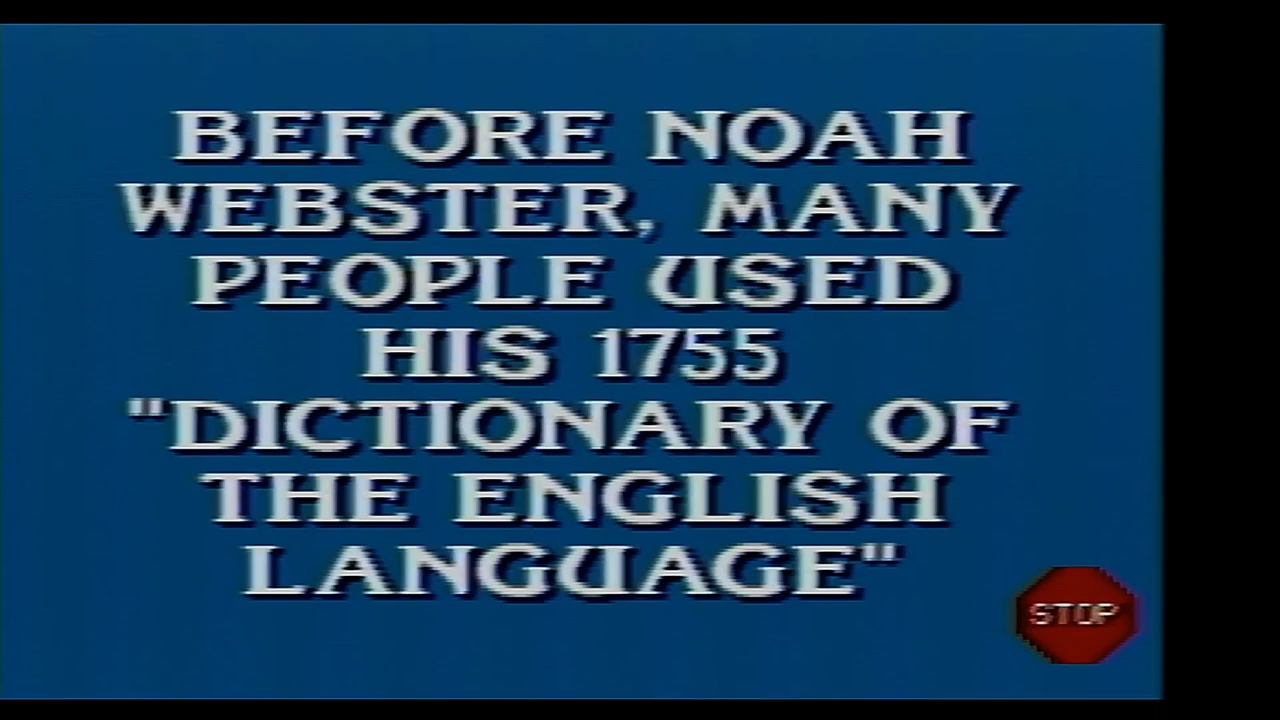 BEFORE NOAH
WEBSTER, MANY
PEOPLE USED
HIS 1755
"DICTIONARY OF
THE ENGLISH
LANGUAGE"
STOP